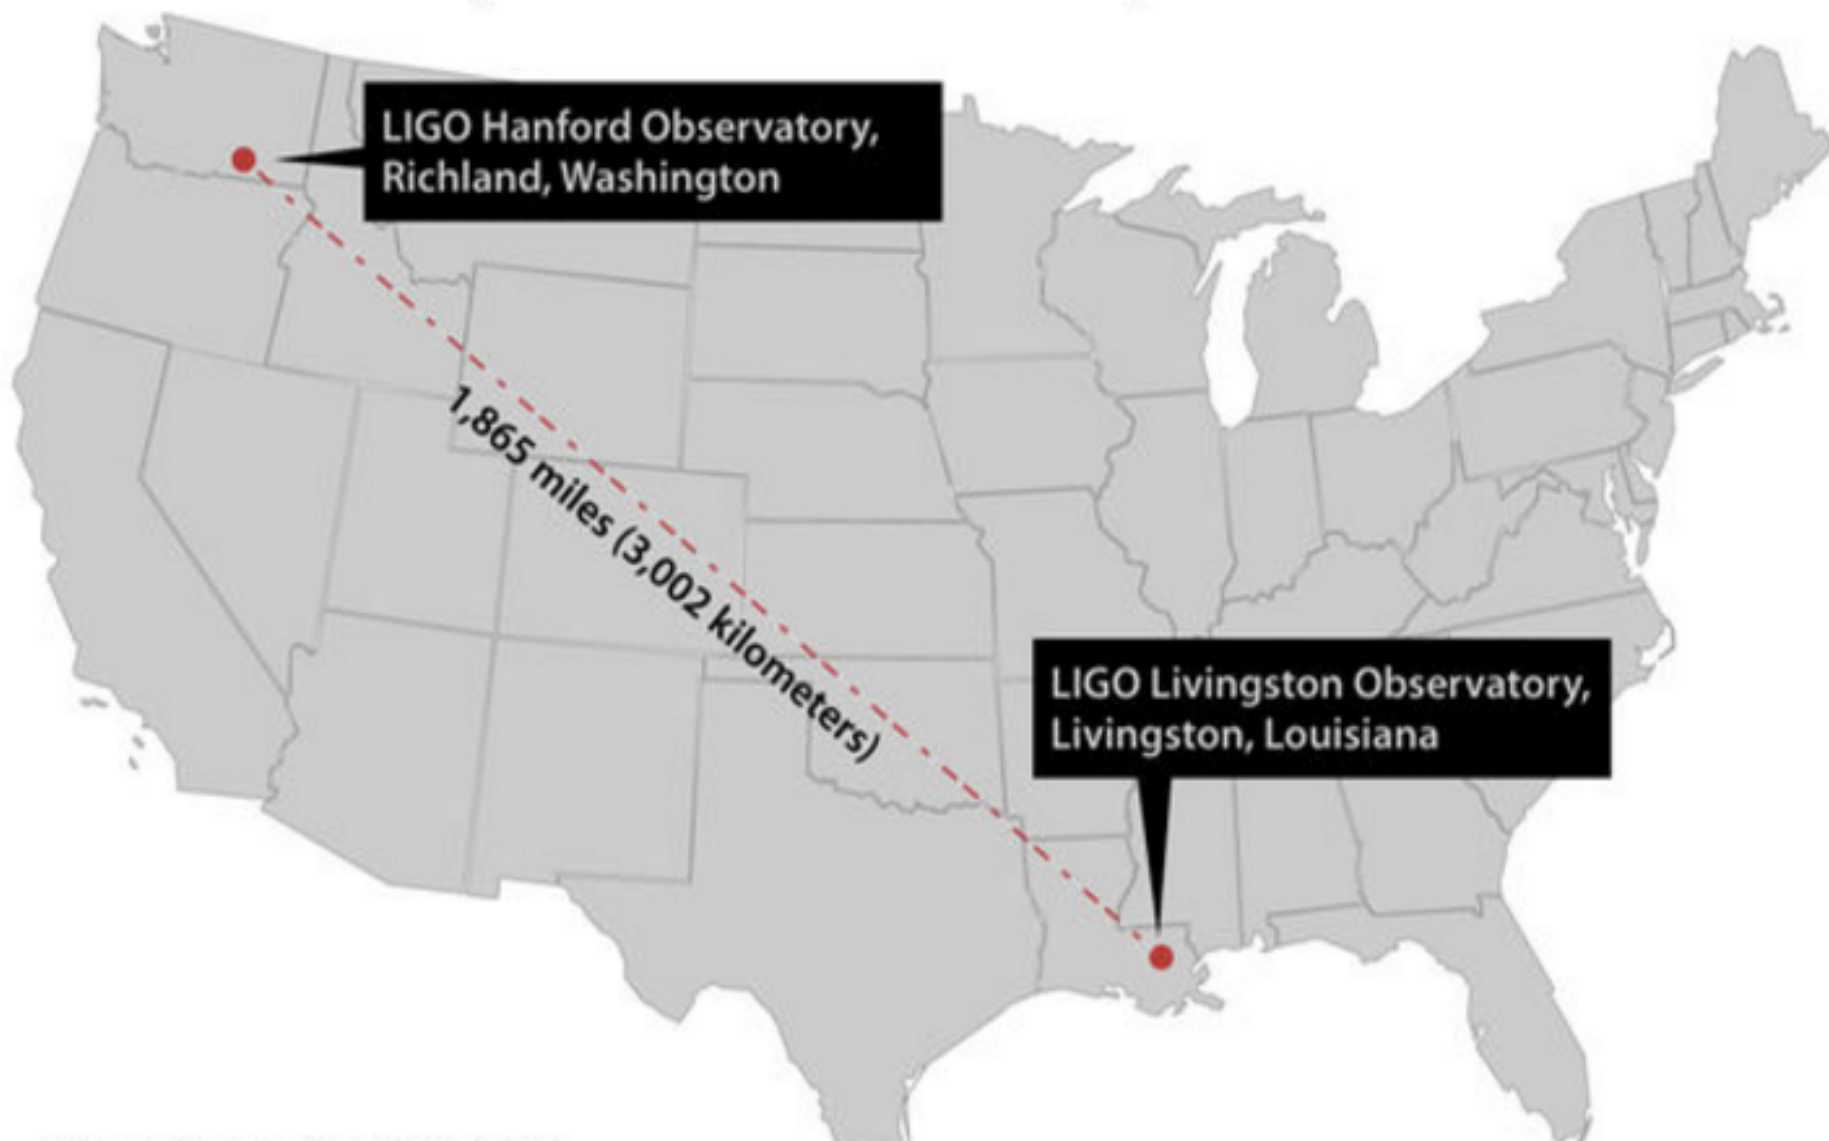 LIGO Hanford Observatory,
Richland, Washington
1,865 miles (3,002 kilometers)
LIGO Livingston Observatory,
Livingston, Louisiana